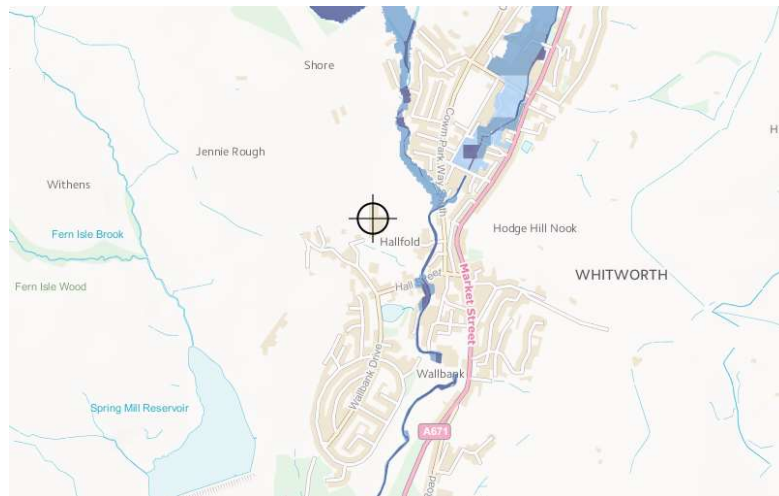 Shore
Cowm Park Way South
Jennie Rough
Withens
Fern Isle Brook
Hallfold
Hodge Hill Nook
Fern Isle Wood
Hall Street
Market Street
WHITWORTH
Wallbank Drive
Wallbank
Spring Mill Reservoir
A671